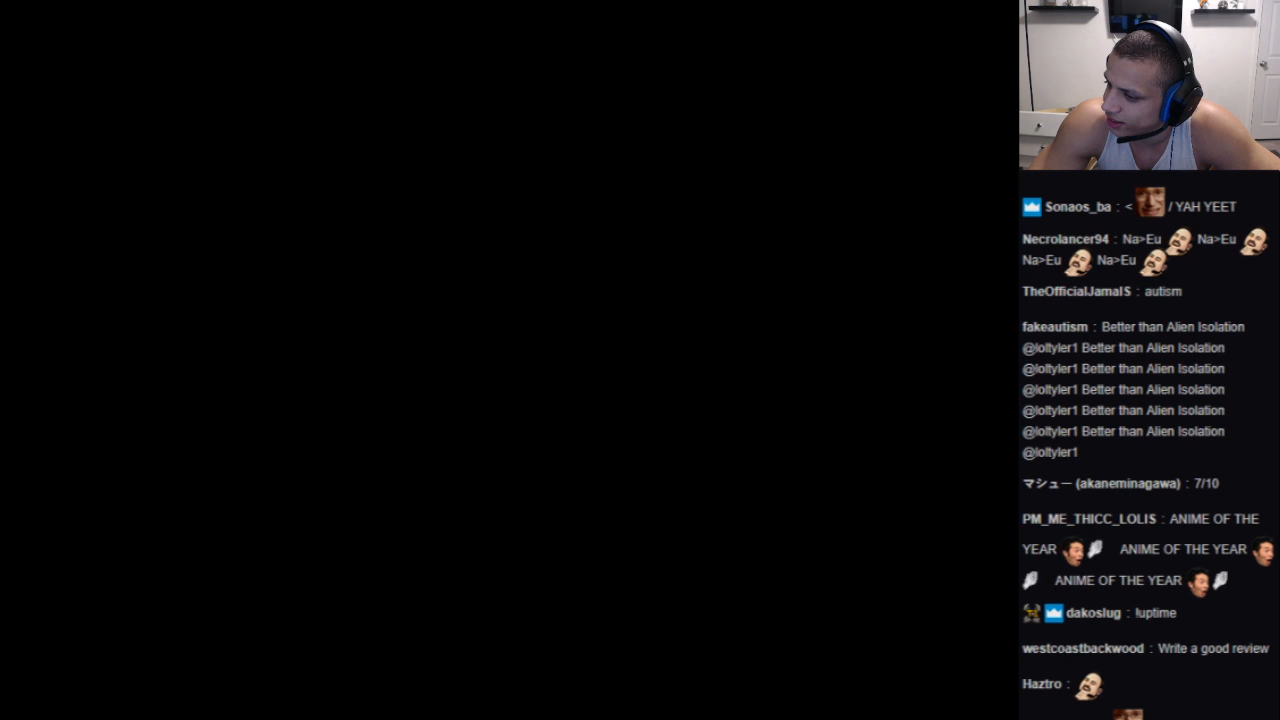 Sonaos_ba : < / YAH YEET
Necrolancer94 : Na>Eu Na>Eu
Na>Eu Na>Eu
TheOfficialJamalS : autism
fakeautism : Better than Alien Isolation
@loltyler1 Better than Alien Isolation
@loltyler1 Better than Alien Isolation
@loltyler1 Better than Alien Isolation
@loltyler1 Better than Alien Isolation
@loltyler1 Better than Alien Isolation
@loltyler1
マシュー (akaneminagawa) : 7/10
PM_ME_THICC_LOLIS : ANIME OF THE
YEAR ANIME OF THE YEAR
ANIME OF THE YEAR
dakoslug : !uptime
westcoastbackwood : Write a good review
Haztro :